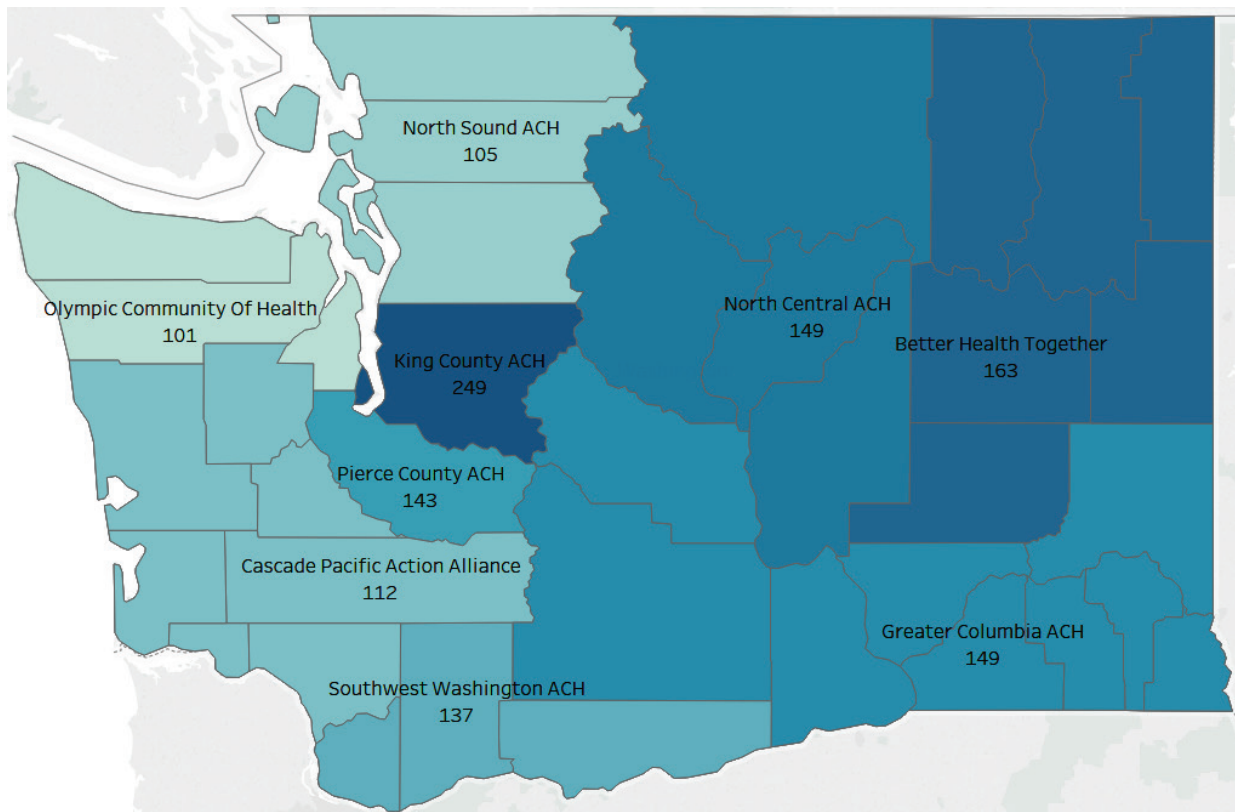 North Sound ACH
105
Olympic Community Of Health
101
North Central ACH
149
King County ACH
249
Better Health Together
163
Pierce County ACH
143
Cascade Pacific Action Alliance
112
Greater Columbia ACH
149
Southwest Washington ACH
137